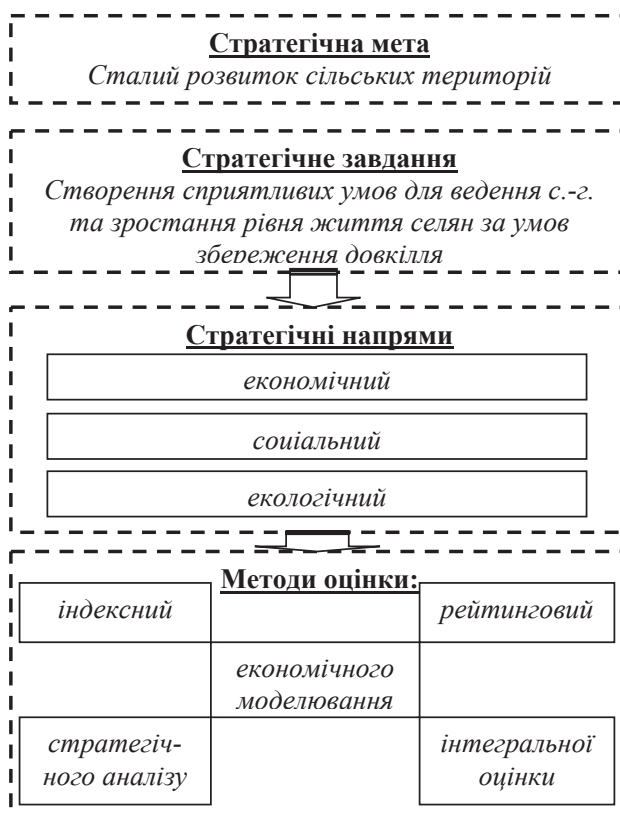 Стратегічна мета
Сталий розвиток сільських територій
Стратегічне завдання
Створення сприятливих умов для ведення с.-г.
та зростання рівня життя селян за умов
збереження довкілля
Стратегічні напрями
економічний
соціальний
екологічний
Методи оцінки:
індексний
рейтинговий
економічного
моделювання
стратегіч-
ного аналізу
інтегральної
оцінки